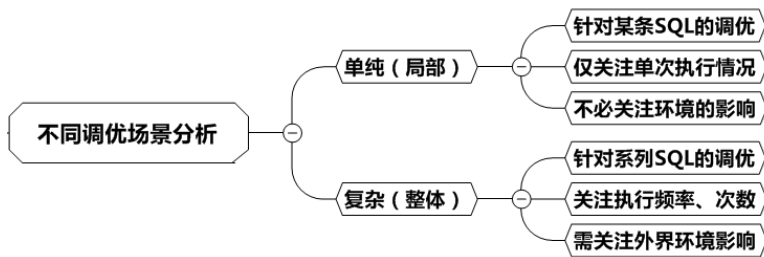 不同调优场景分析
单纯（局部）
针对某条SQL的调优
仅关注单次执行情况
不必关注环境的影响
复杂（整体）
针对系列SQL的调优
关注执行频率、次数
需关注外界环境影响